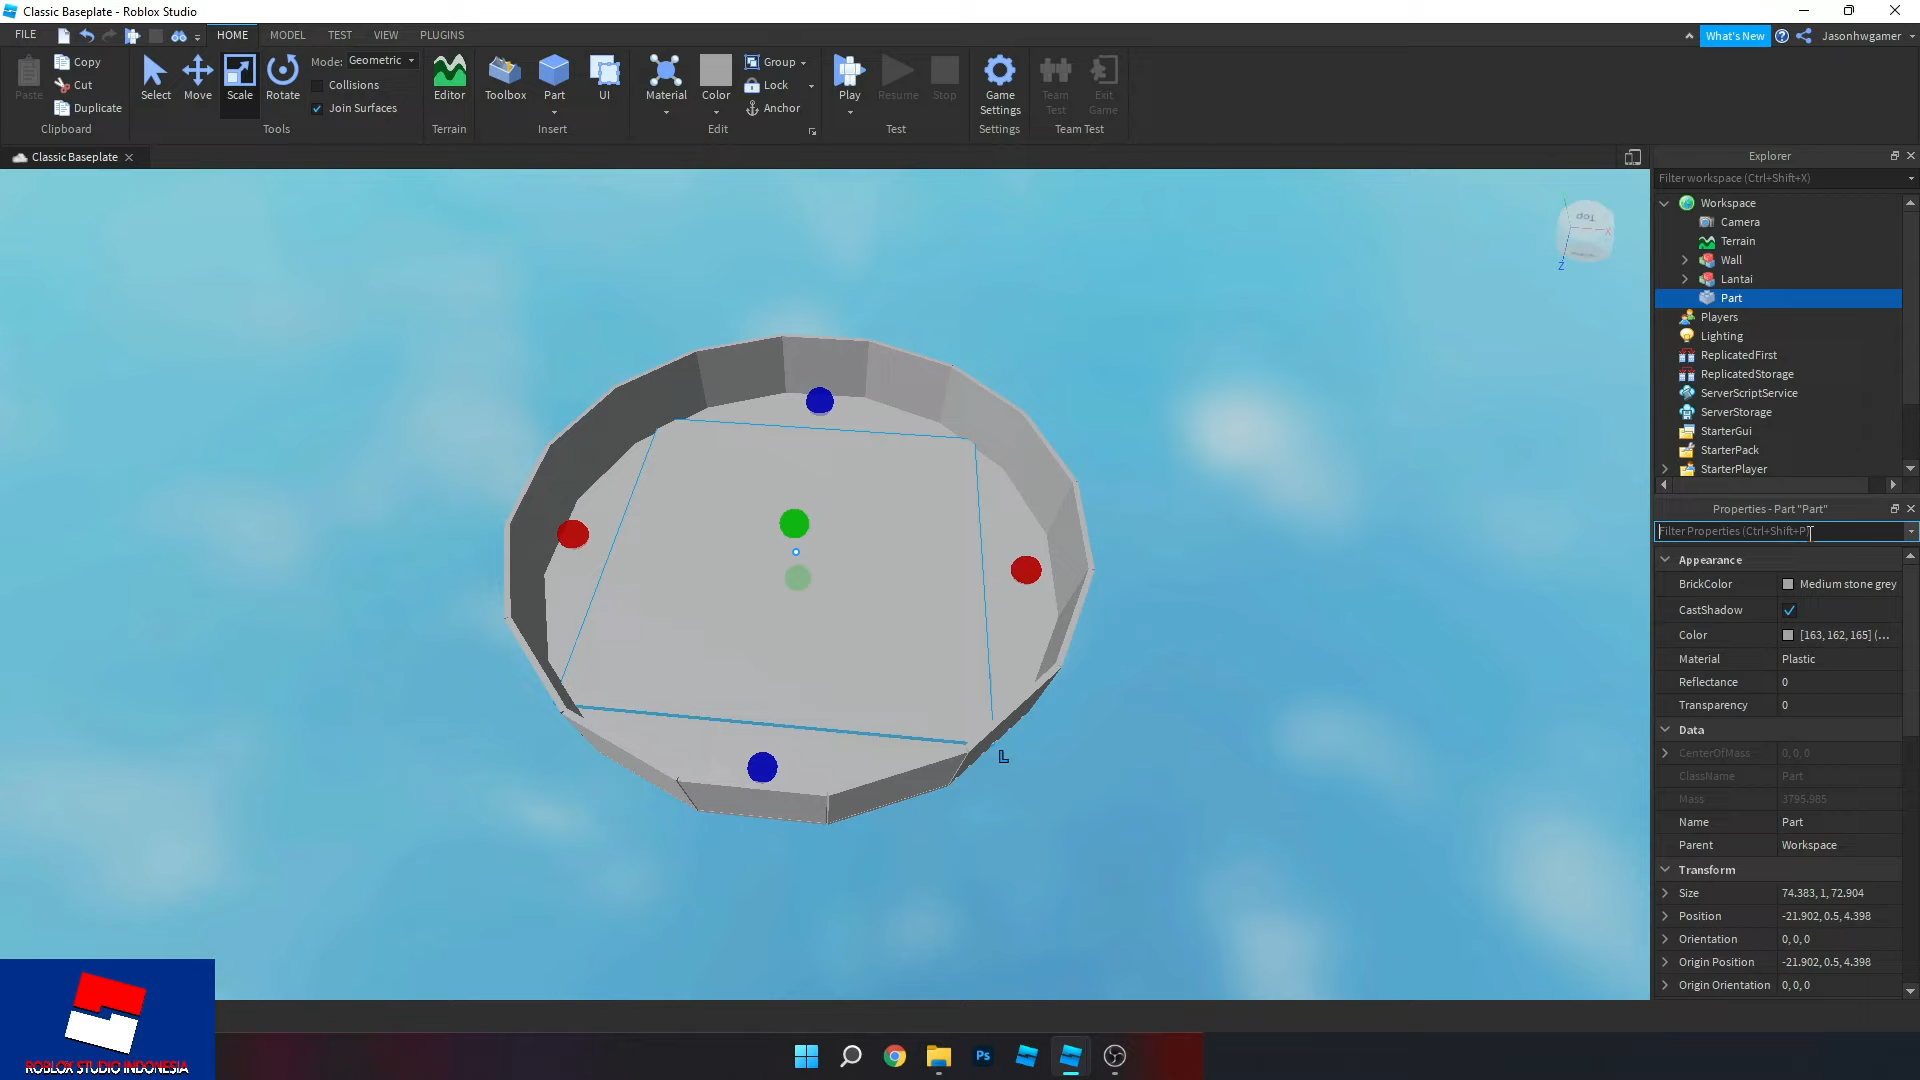 Classic Baseplate - Roblox Studio
FILE HOME MODEL TEST VIEW PLUGINS What's New Jasonhwgamer
Paste Copy Cut Duplicate Clipboard
Select Move Scale Rotate Mode: Geometric Collisions Join Surfaces Tools
Editor Terrain
Toolbox Part UI Insert
Material Color Group Lock Anchor Edit
Play Resume Stop Test
Game Settings Settings
Team Test Exit Game Team Test
Classic Baseplate
Top
X
Z
L
Explorer
Filter workspace (Ctrl+Shift+X)
Workspace
Camera
Terrain
Wall
Lantai
Part
Players
Lighting
ReplicatedFirst
ReplicatedStorage
ServerScriptService
ServerStorage
StarterGui
StarterPack
StarterPlayer
Properties - Part "Part"
Filter Properties (Ctrl+Shift+P)
Appearance
BrickColor Medium stone grey
CastShadow
Color [163, 162, 165] (...
Material Plastic
Reflectance 0
Transparency 0
Data
CenterOfMass 0, 0, 0
ClassName Part
Mass 3795.985
Name Part
Parent Workspace
Transform
Size 74.383, 1, 72.904
Position -21.902, 0.5, 4.398
Orientation 0, 0, 0
Origin Position -21.902, 0.5, 4.398
Origin Orientation 0, 0, 0
ROBLOX STUDIO INDONESIA
Ps